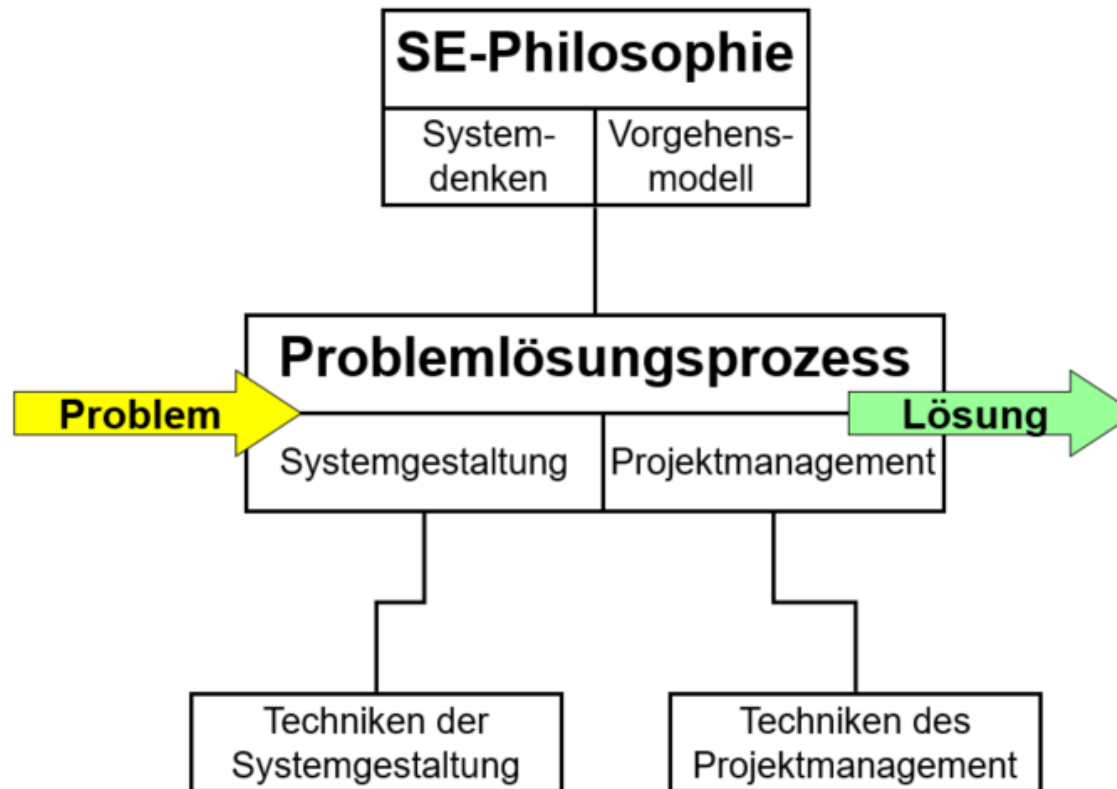 SE-Philosophie
System-
denken
Vorgehens-
modell
Problemlösungsprozess
Problem
Lösung
Systemgestaltung
Projektmanagement
Techniken der
Systemgestaltung
Techniken des
Projektmanagement